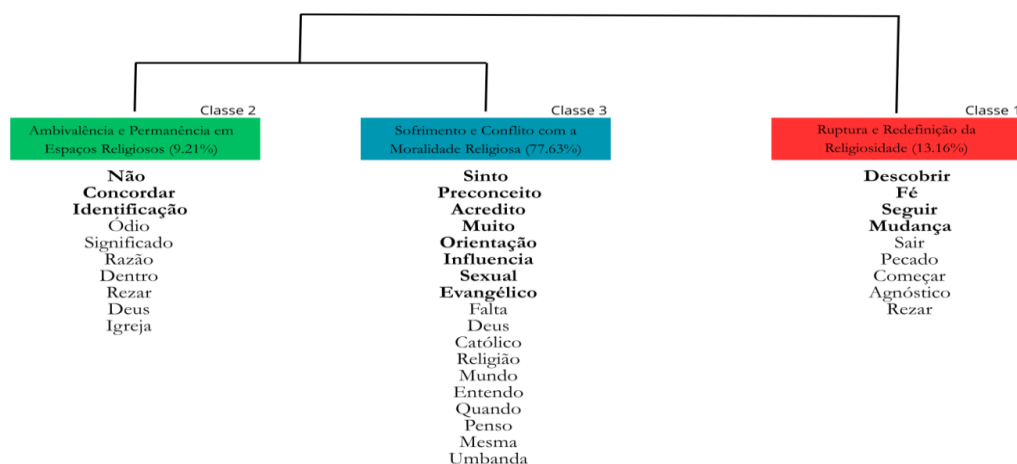 Classe 2
Ambivalência e Permanência em
Espaços Religiosos (9.21%)
Não
Concordar
Identificação
Ódio
Significado
Razão
Dentro
Rezar
Deus
Igreja
Classe 3
Sofrimento e Conflito com a
Moralidade Religiosa (77.63%)
Sinto
Preconceito
Acredito
Muito
Orientação
Influencia
Sexual
Evangélico
Falta
Deus
Católico
Religião
Mundo
Entendo
Quando
Penso
Mesma
Umbanda
Classe 1
Ruptura e Redefinição da
Religiosidade (13.16%)
Descobrir
Fé
Seguir
Mudança
Sair
Pecado
Começar
Agnóstico
Rezar